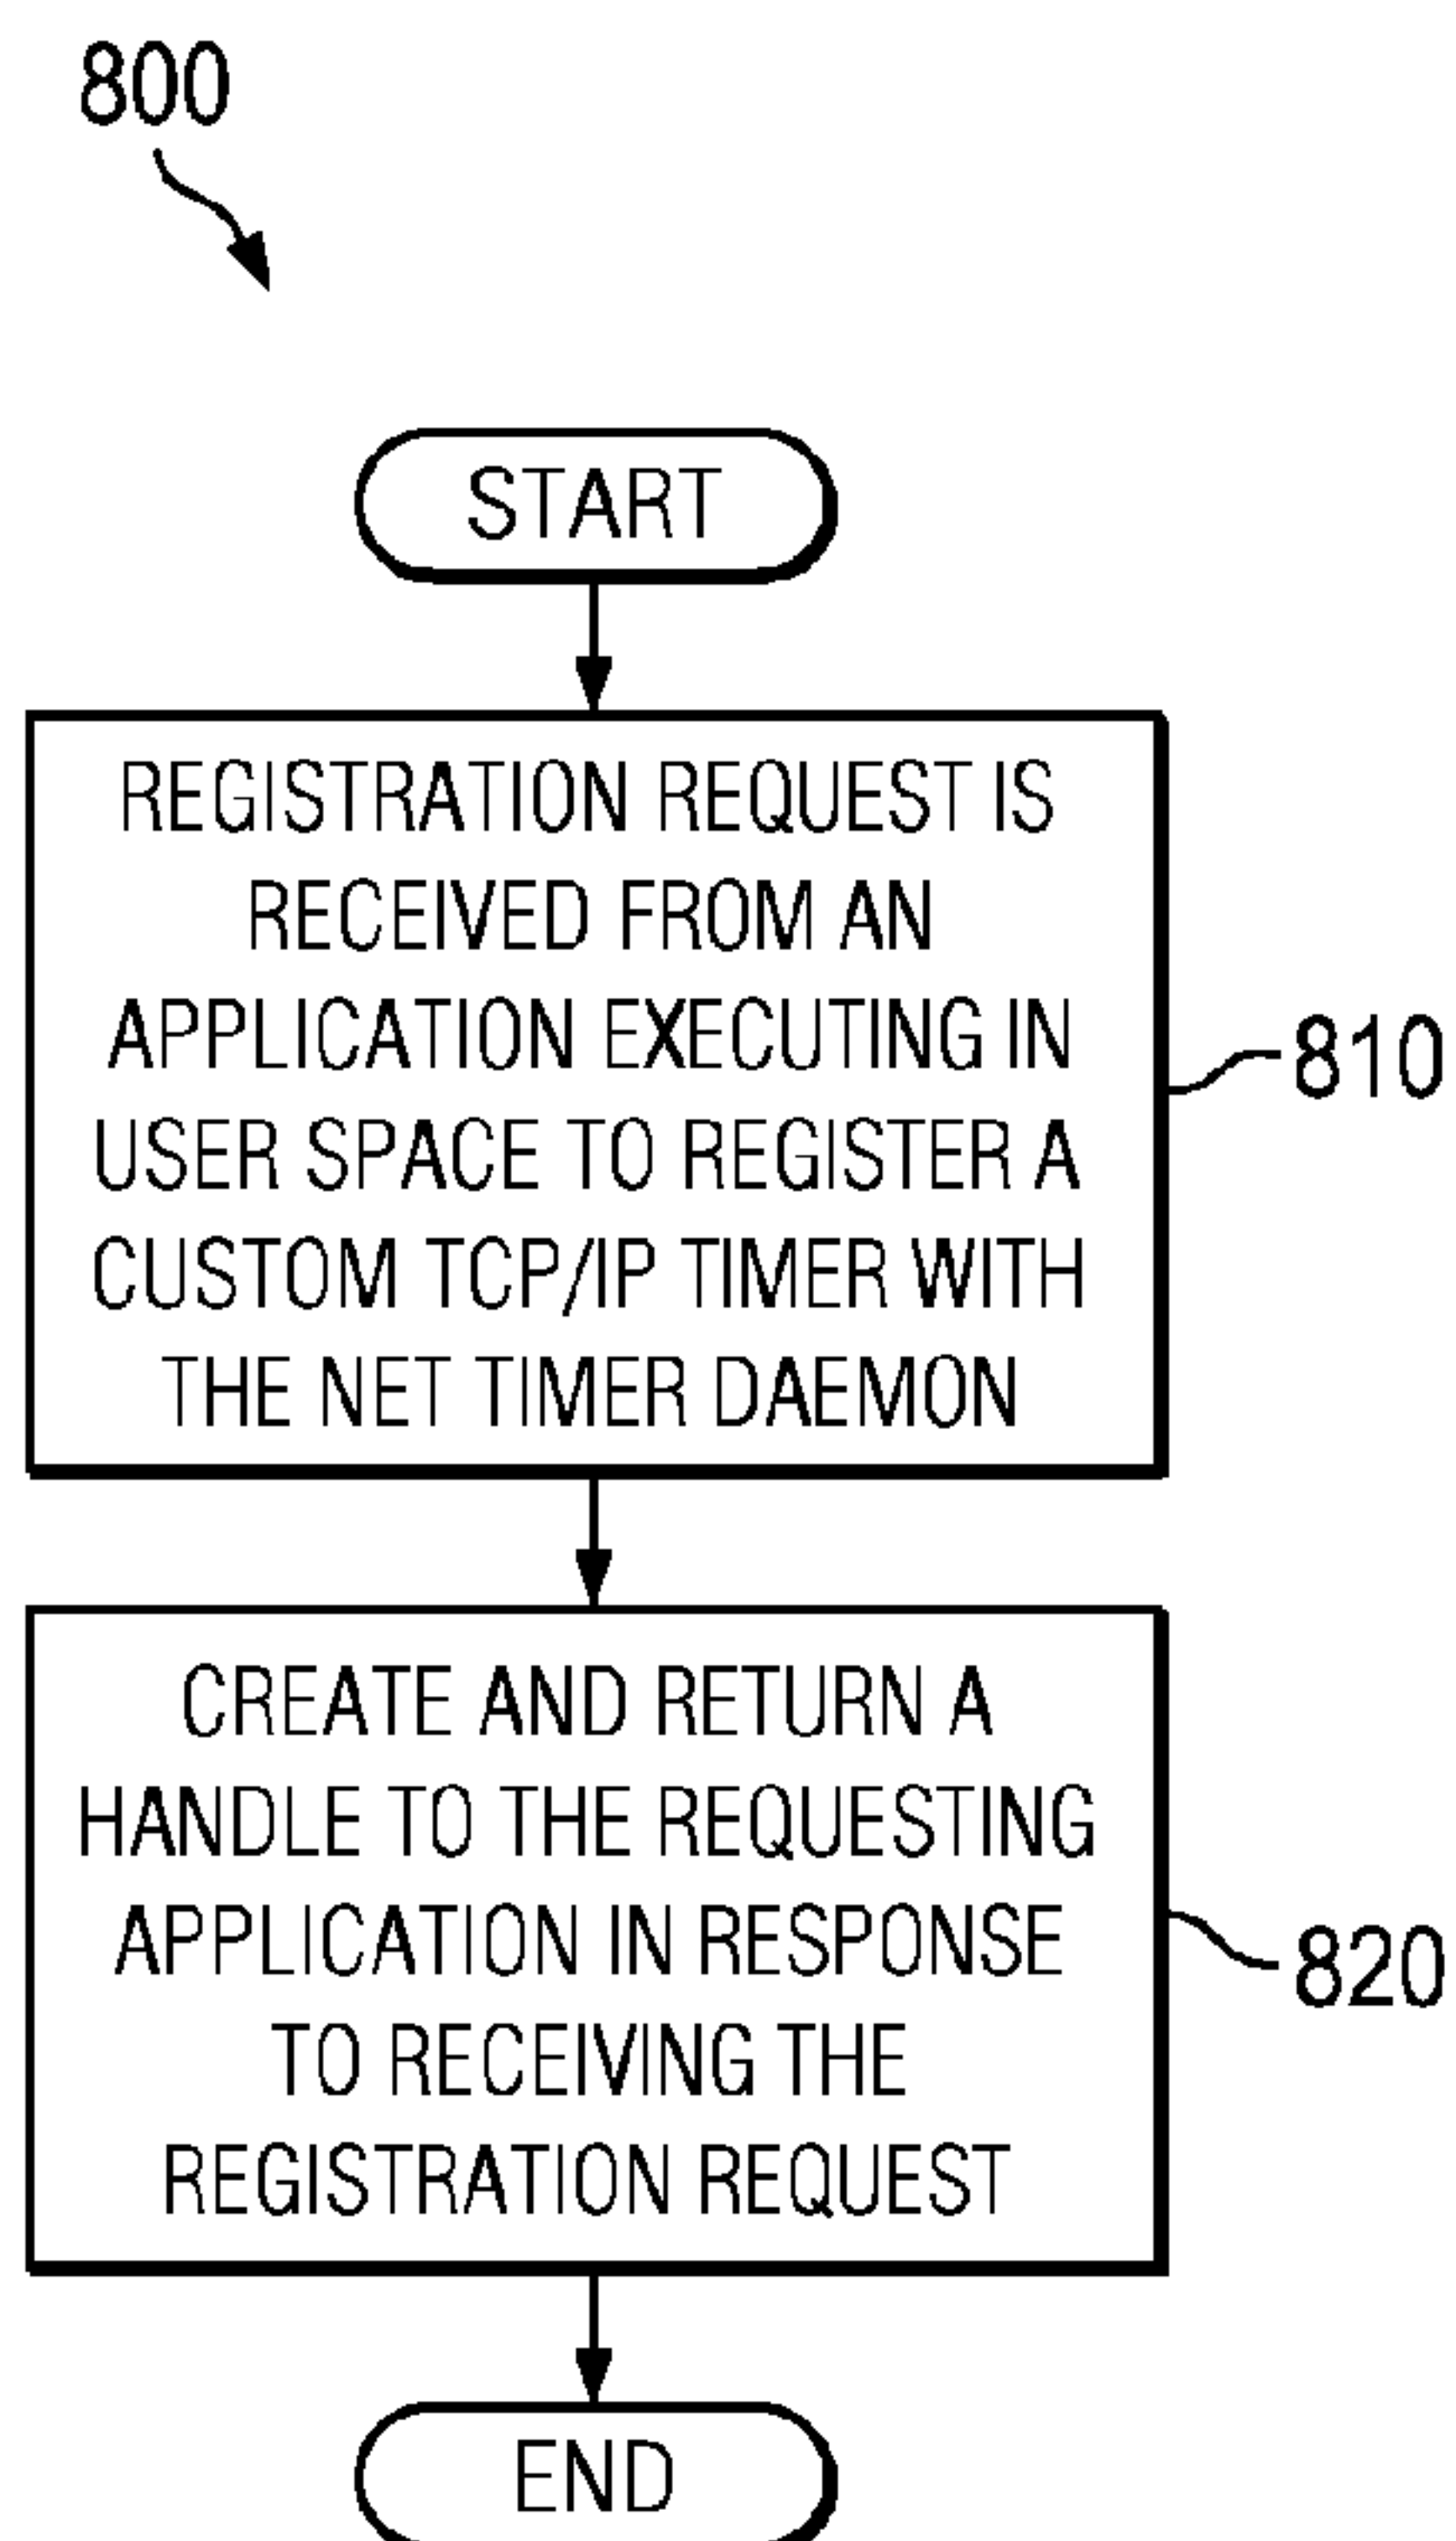 800
START
REGISTRATION REQUEST IS
RECEIVED FROM AN
APPLICATION EXECUTING IN
USER SPACE TO REGISTER A
CUSTOM TCP/IP TIMER WITH
THE NET TIMER DAEMON
810
CREATE AND RETURN A
HANDLE TO THE REQUESTING
APPLICATION IN RESPONSE
TO RECEIVING THE
REGISTRATION REQUEST
820
END